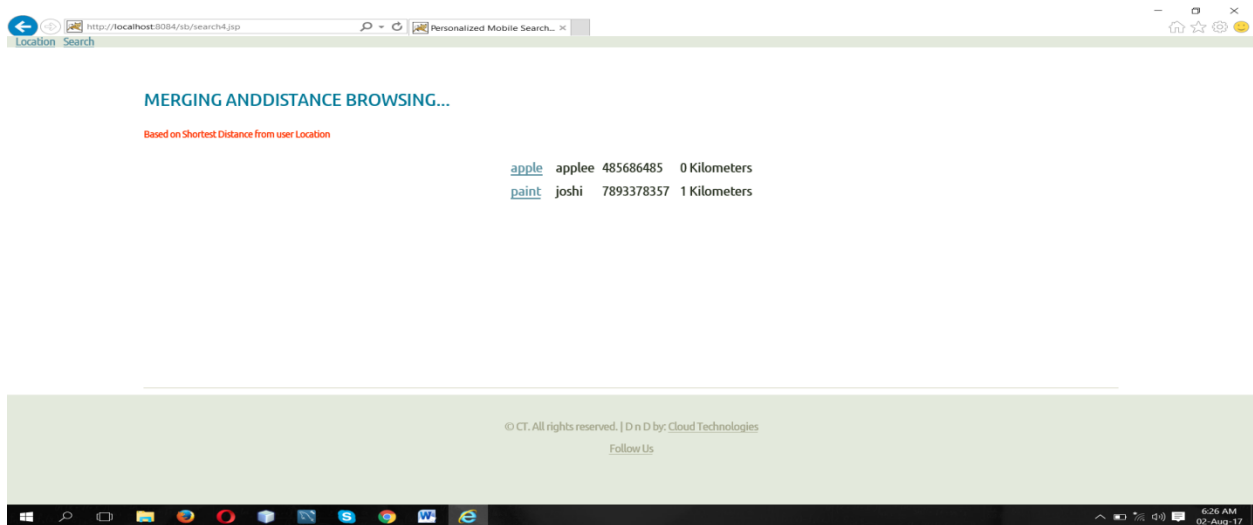 http://localhost:8084/sb/search4.jsp
Personalized Mobile Search...
Location Search
MERGING ANDDISTANCE BROWSING...
Based on Shortest Distance from user Location
apple applee 485686485 0 Kilometers
paint joshi 7893378357 1 Kilometers
© CT. All rights reserved. | D n D by: Cloud Technologies
Follow Us
6:26 AM
02-Aug-17